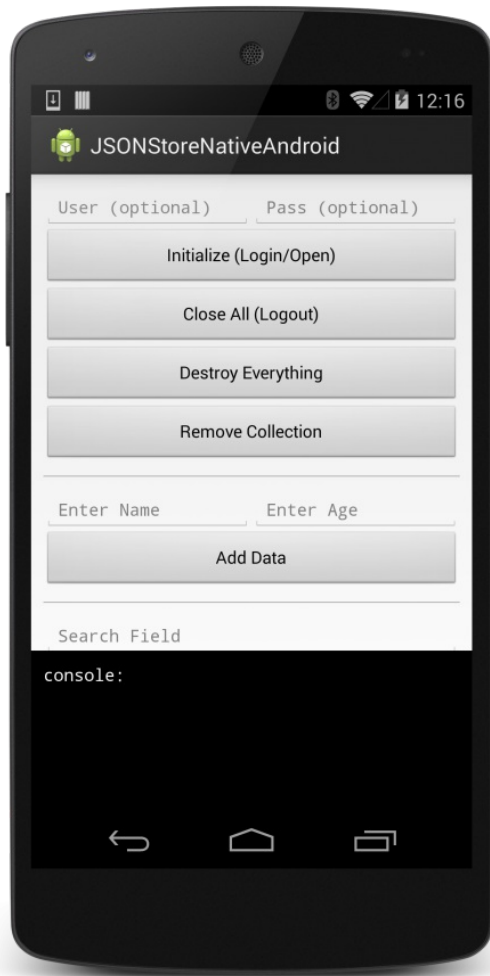 12:16
JSONStoreNativeAndroid
User (optional) Pass (optional)
Initialize (Login/Open)
Close All (Logout)
Destroy Everything
Remove Collection
Enter Name Enter Age
Add Data
Search Field
console: